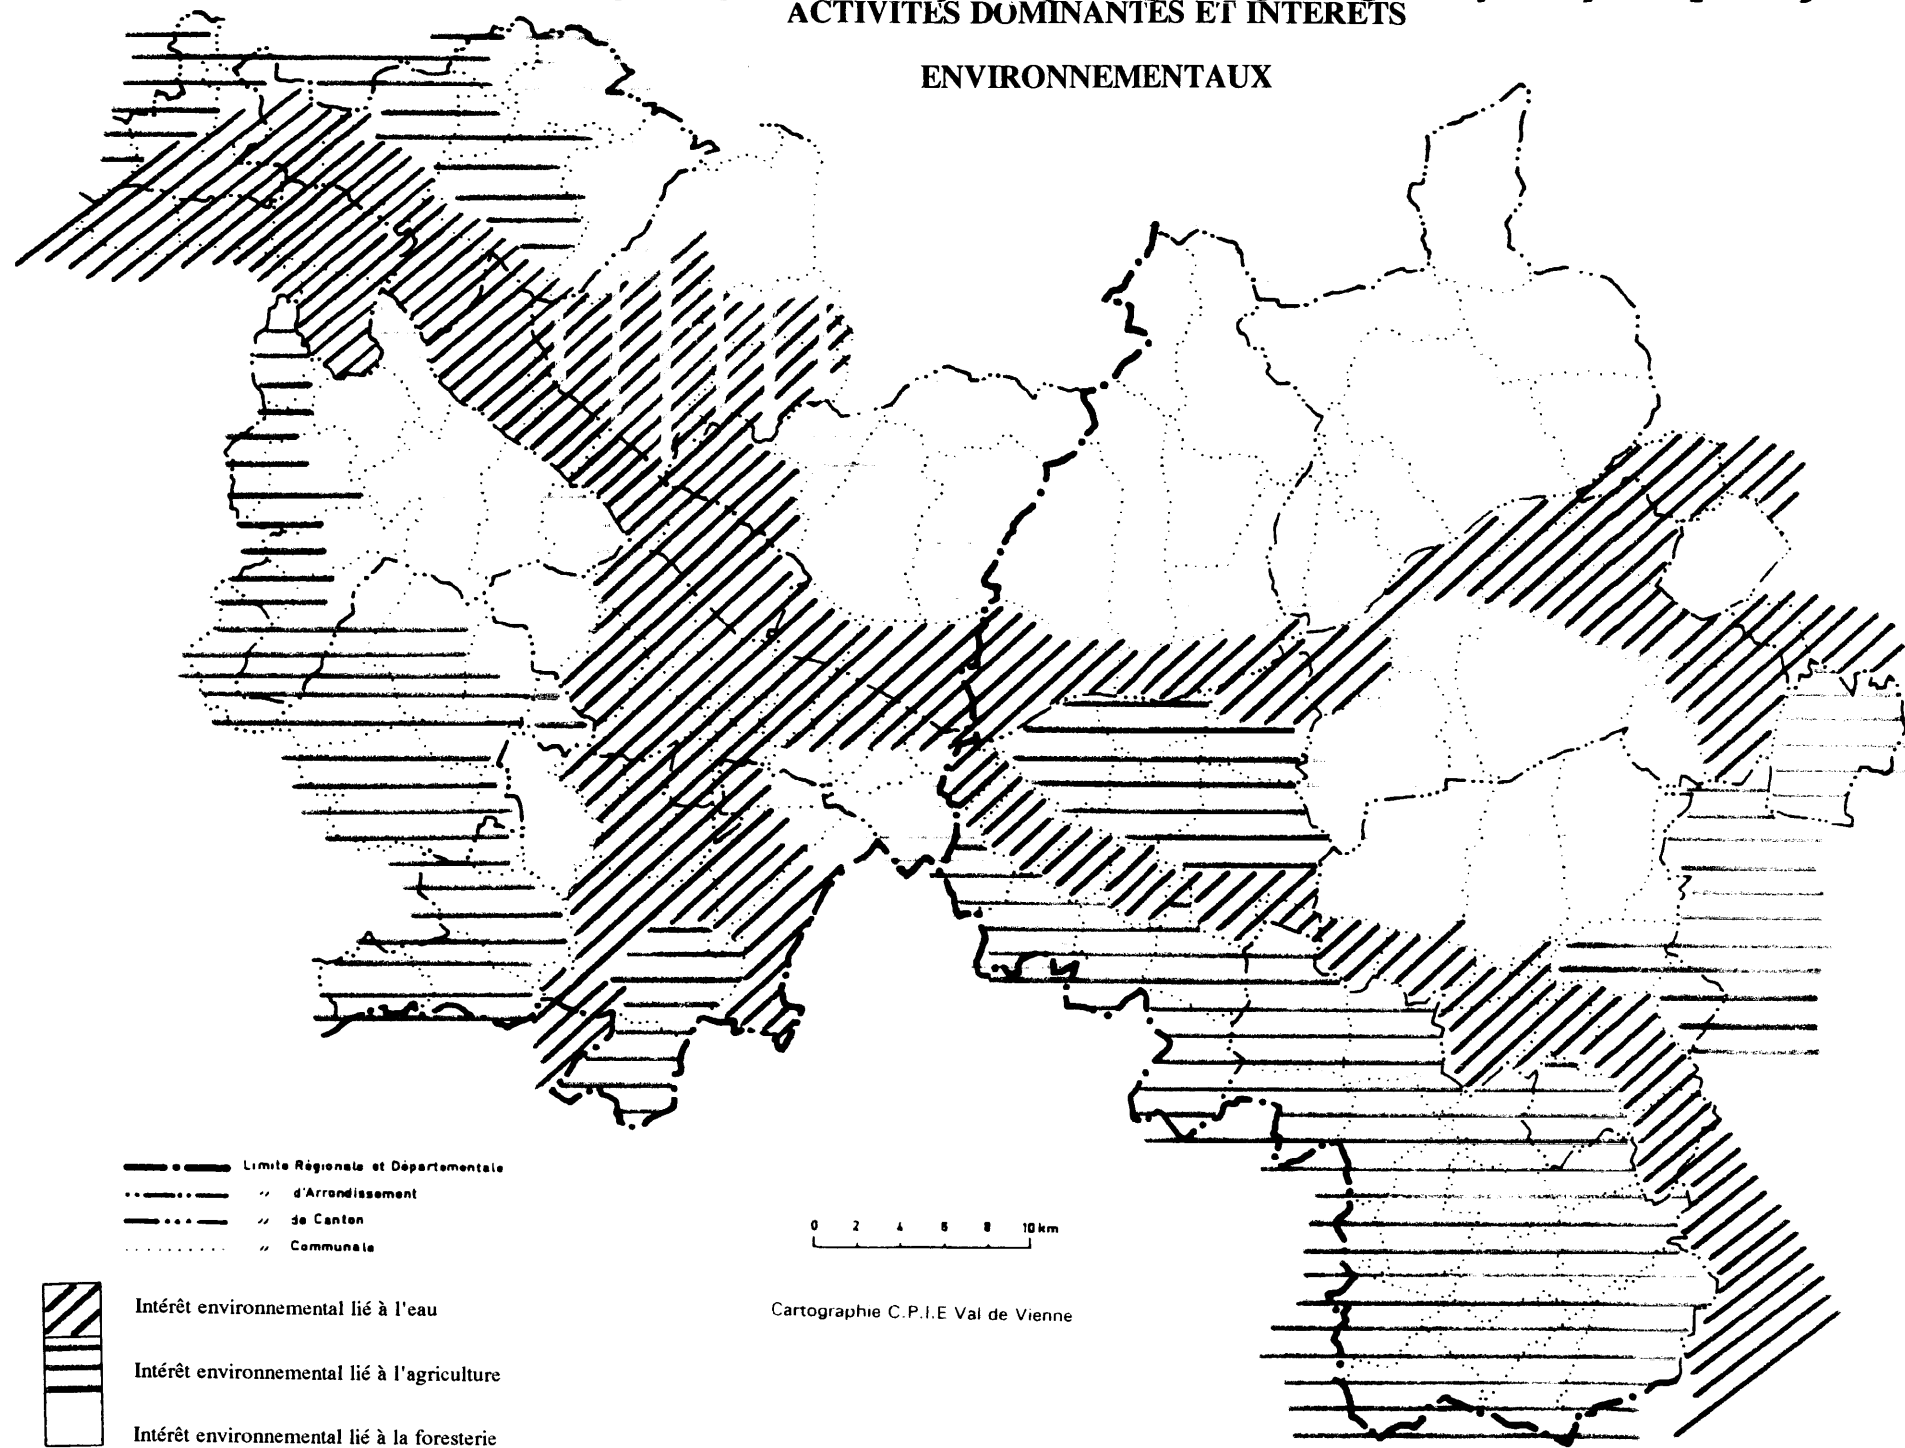 ACTIVITÉS DOMINANTES ET INTERETS
ENVIRONNEMENTAUX
Limite Régionale et Départementale
〃 d'Arrondissement
〃 de Canton
〃 Communale
0 2 4 6 8 10 km
Intérêt environnemental lié à l'eau
Cartographie C.P.I.E Val de Vienne
Intérêt environnemental lié à l'agriculture
Intérêt environnemental lié à la foresterie